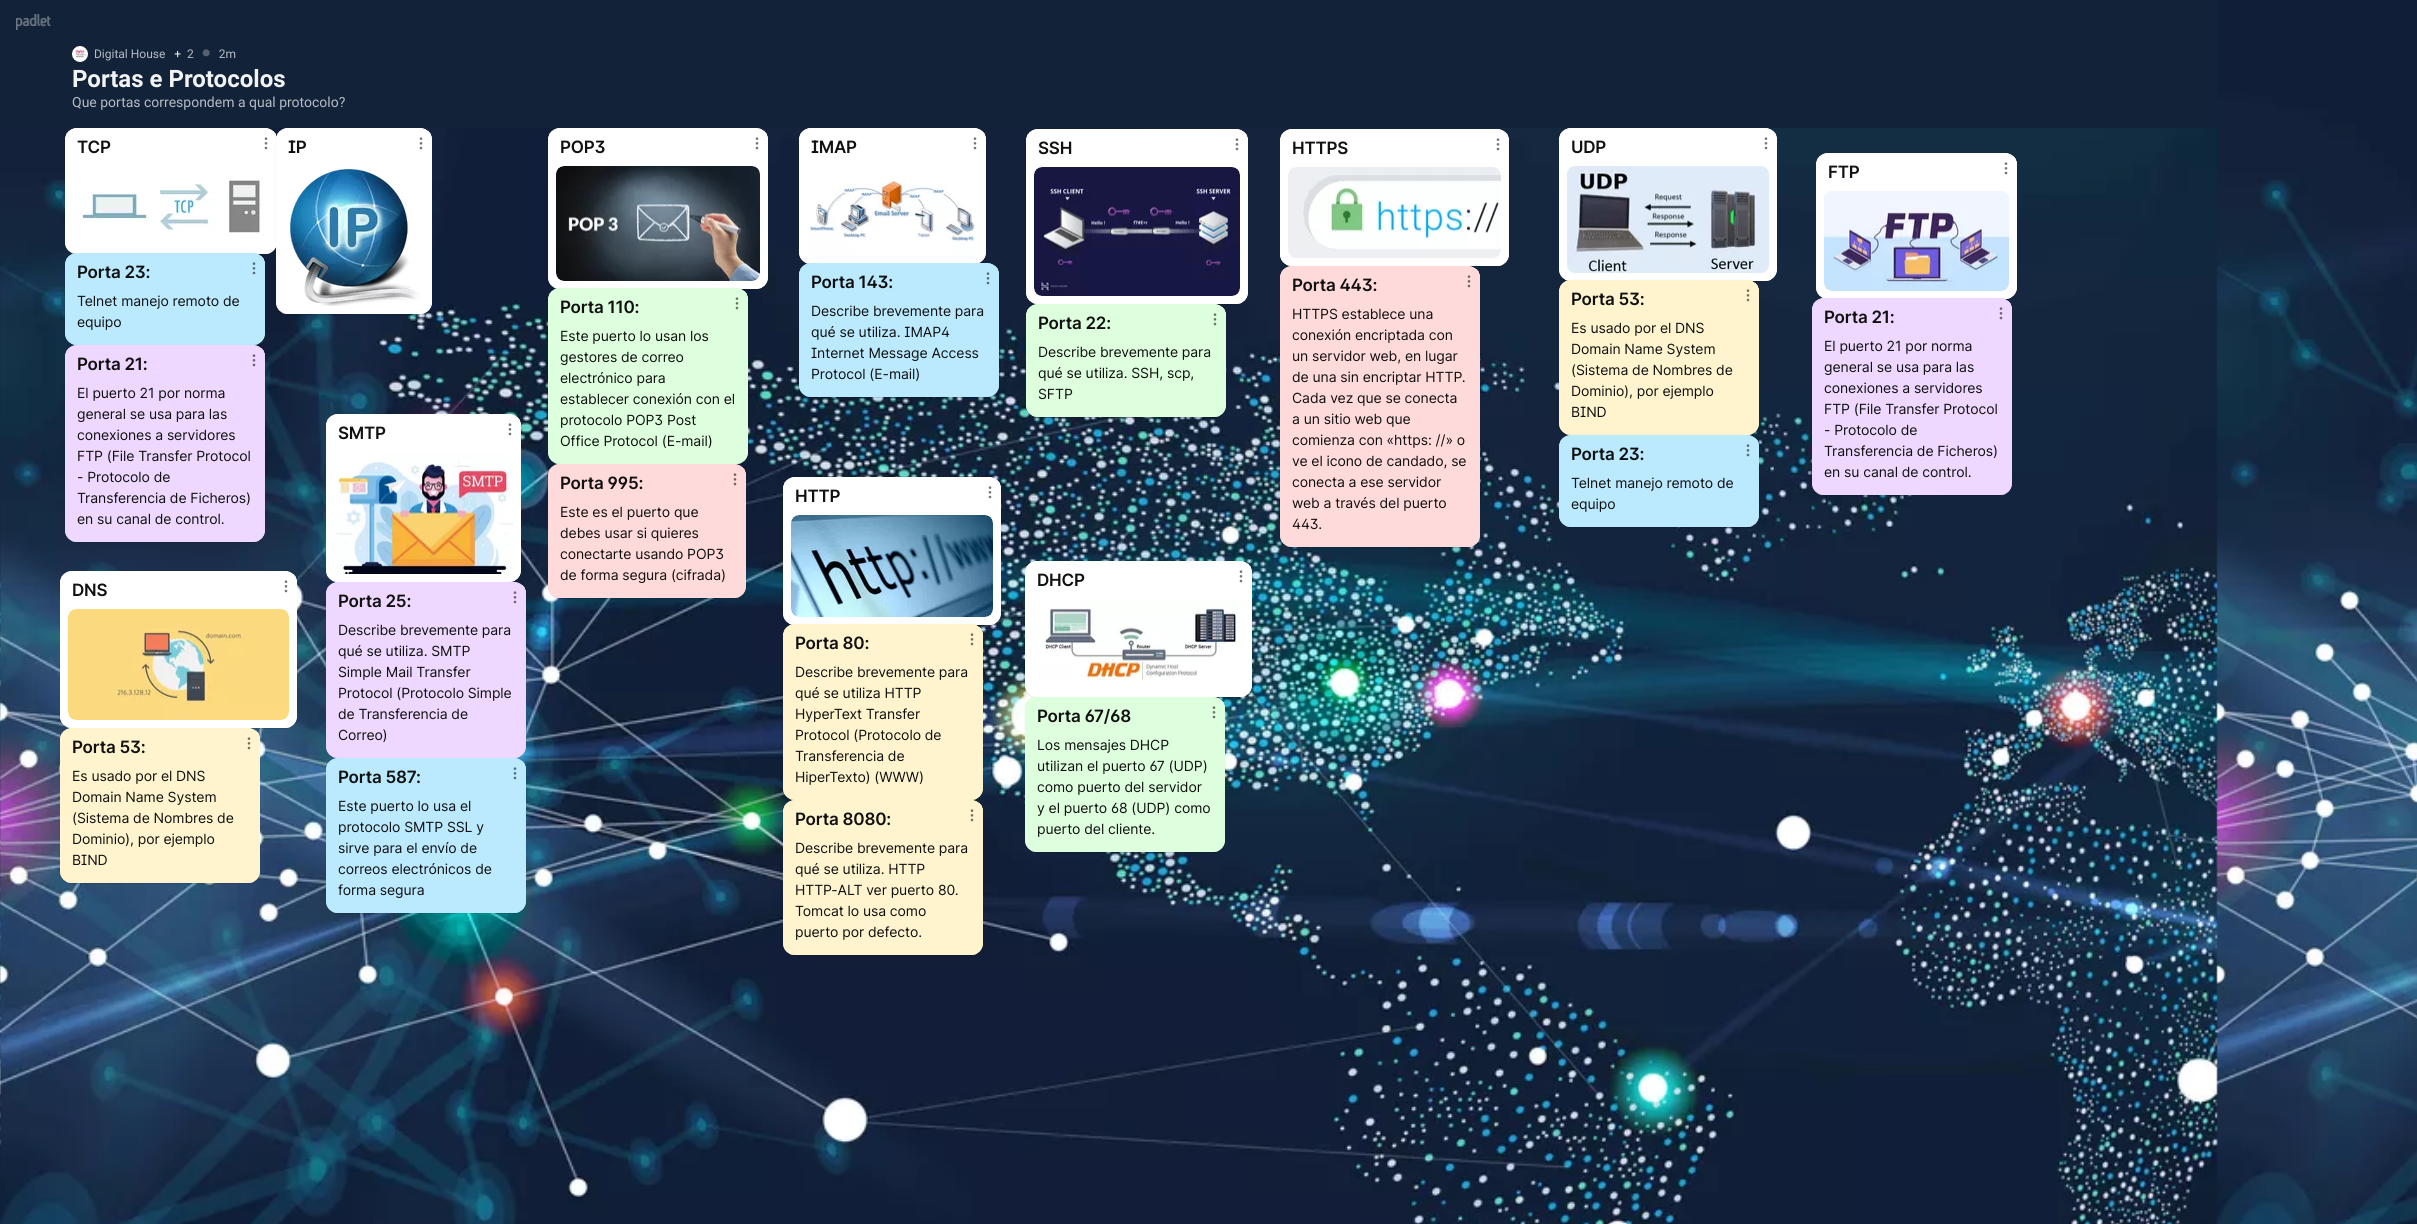 padlet
Digital House + 2 2m
Portas e Protocolos
Que portas correspondem a qual protocolo?
TCP
TCP
Porta 23:
Telnet manejo remoto de
equipo
Porta 21:
El puerto 21 por norma
general se usa para las
conexiones a servidores
FTP (File Transfer Protocol
- Protocolo de
Transferencia de Ficheros)
en su canal de control.
IP
IP
DNS
domain.com
216.3.128.12
Porta 53:
Es usado por el DNS
Domain Name System
(Sistema de Nombres de
Dominio), por ejemplo
BIND
SMTP
SMTP
Porta 25:
Describe brevemente para
qué se utiliza. SMTP
Simple Mail Transfer
Protocol (Protocolo Simple
de Transferencia de
Correo)
Porta 587:
Este puerto lo usa el
protocolo SMTP SSL y
sirve para el envío de
correos electrónicos de
forma segura
POP3
POP 3
Porta 110:
Este puerto lo usan los
gestores de correo
electrónico para
establecer conexión con el
protocolo POP3 Post
Office Protocol (E-mail)
Porta 995:
Este es el puerto que
debes usar si quieres
conectarte usando POP3
de forma segura (cifrada)
IMAP
Email Server
Porta 143:
Describe brevemente para
qué se utiliza. IMAP4
Internet Message Access
Protocol (E-mail)
HTTP
http://www
Porta 80:
Describe brevemente para
qué se utiliza HTTP
HyperText Transfer
Protocol (Protocolo de
Transferencia de
HiperTexto) (WWW)
Porta 8080:
Describe brevemente para
qué se utiliza. HTTP
HTTP-ALT ver puerto 80.
Tomcat lo usa como
puerto por defecto.
SSH
SSH CLIENT
SSH SERVER
Hello !
Hello !
Porta 22:
Describe brevemente para
qué se utiliza. SSH, scp,
SFTP
DHCP
DHCP Client
Router
DHCP Server
DHCP
Dynamic Host
Configuration Protocol
Porta 67/68
Los mensajes DHCP
utilizan el puerto 67 (UDP)
como puerto del servidor
y el puerto 68 (UDP) como
puerto del cliente.
HTTPS
https://
Porta 443:
HTTPS establece una
conexión encriptada con
un servidor web, en lugar
de una sin encriptar HTTP.
Cada vez que se conecta
a un sitio web que
comienza con «https: //» o
ve el icono de candado, se
conecta a ese servidor
web a través del puerto
443.
UDP
UDP
Request
Response
Response
Client
Server
Porta 53:
Es usado por el DNS
Domain Name System
(Sistema de Nombres de
Dominio), por ejemplo
BIND
Porta 23:
Telnet manejo remoto de
equipo
FTP
FTP
Porta 21:
El puerto 21 por norma
general se usa para las
conexiones a servidores
FTP (File Transfer Protocol
- Protocolo de
Transferencia de Ficheros)
en su canal de control.